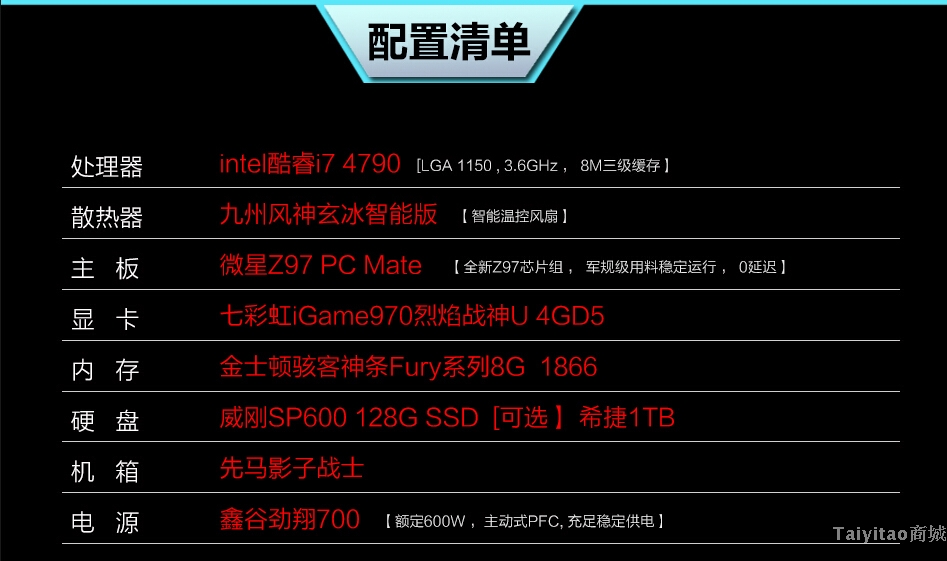 配置清单
处理器 intel酷睿i7 4790 [LGA 1150 , 3.6GHz , 8M三级缓存】
散热器 九州风神玄冰智能版 【智能温控风扇】
主 板 微星Z97 PC Mate 【全新Z97芯片组 , 军规级用料稳定运行 , 0延迟】
显 卡 七彩虹iGame970烈焰战神U 4GD5
内 存 金士顿骇客神条Fury系列8G 1866
硬 盘 威刚SP600 128G SSD [可选】希捷1TB
机 箱 先马影子战士
电 源 鑫谷劲翔700 【额定600W , 主动式PFC, 充足稳定供电】
Taiyitao商城